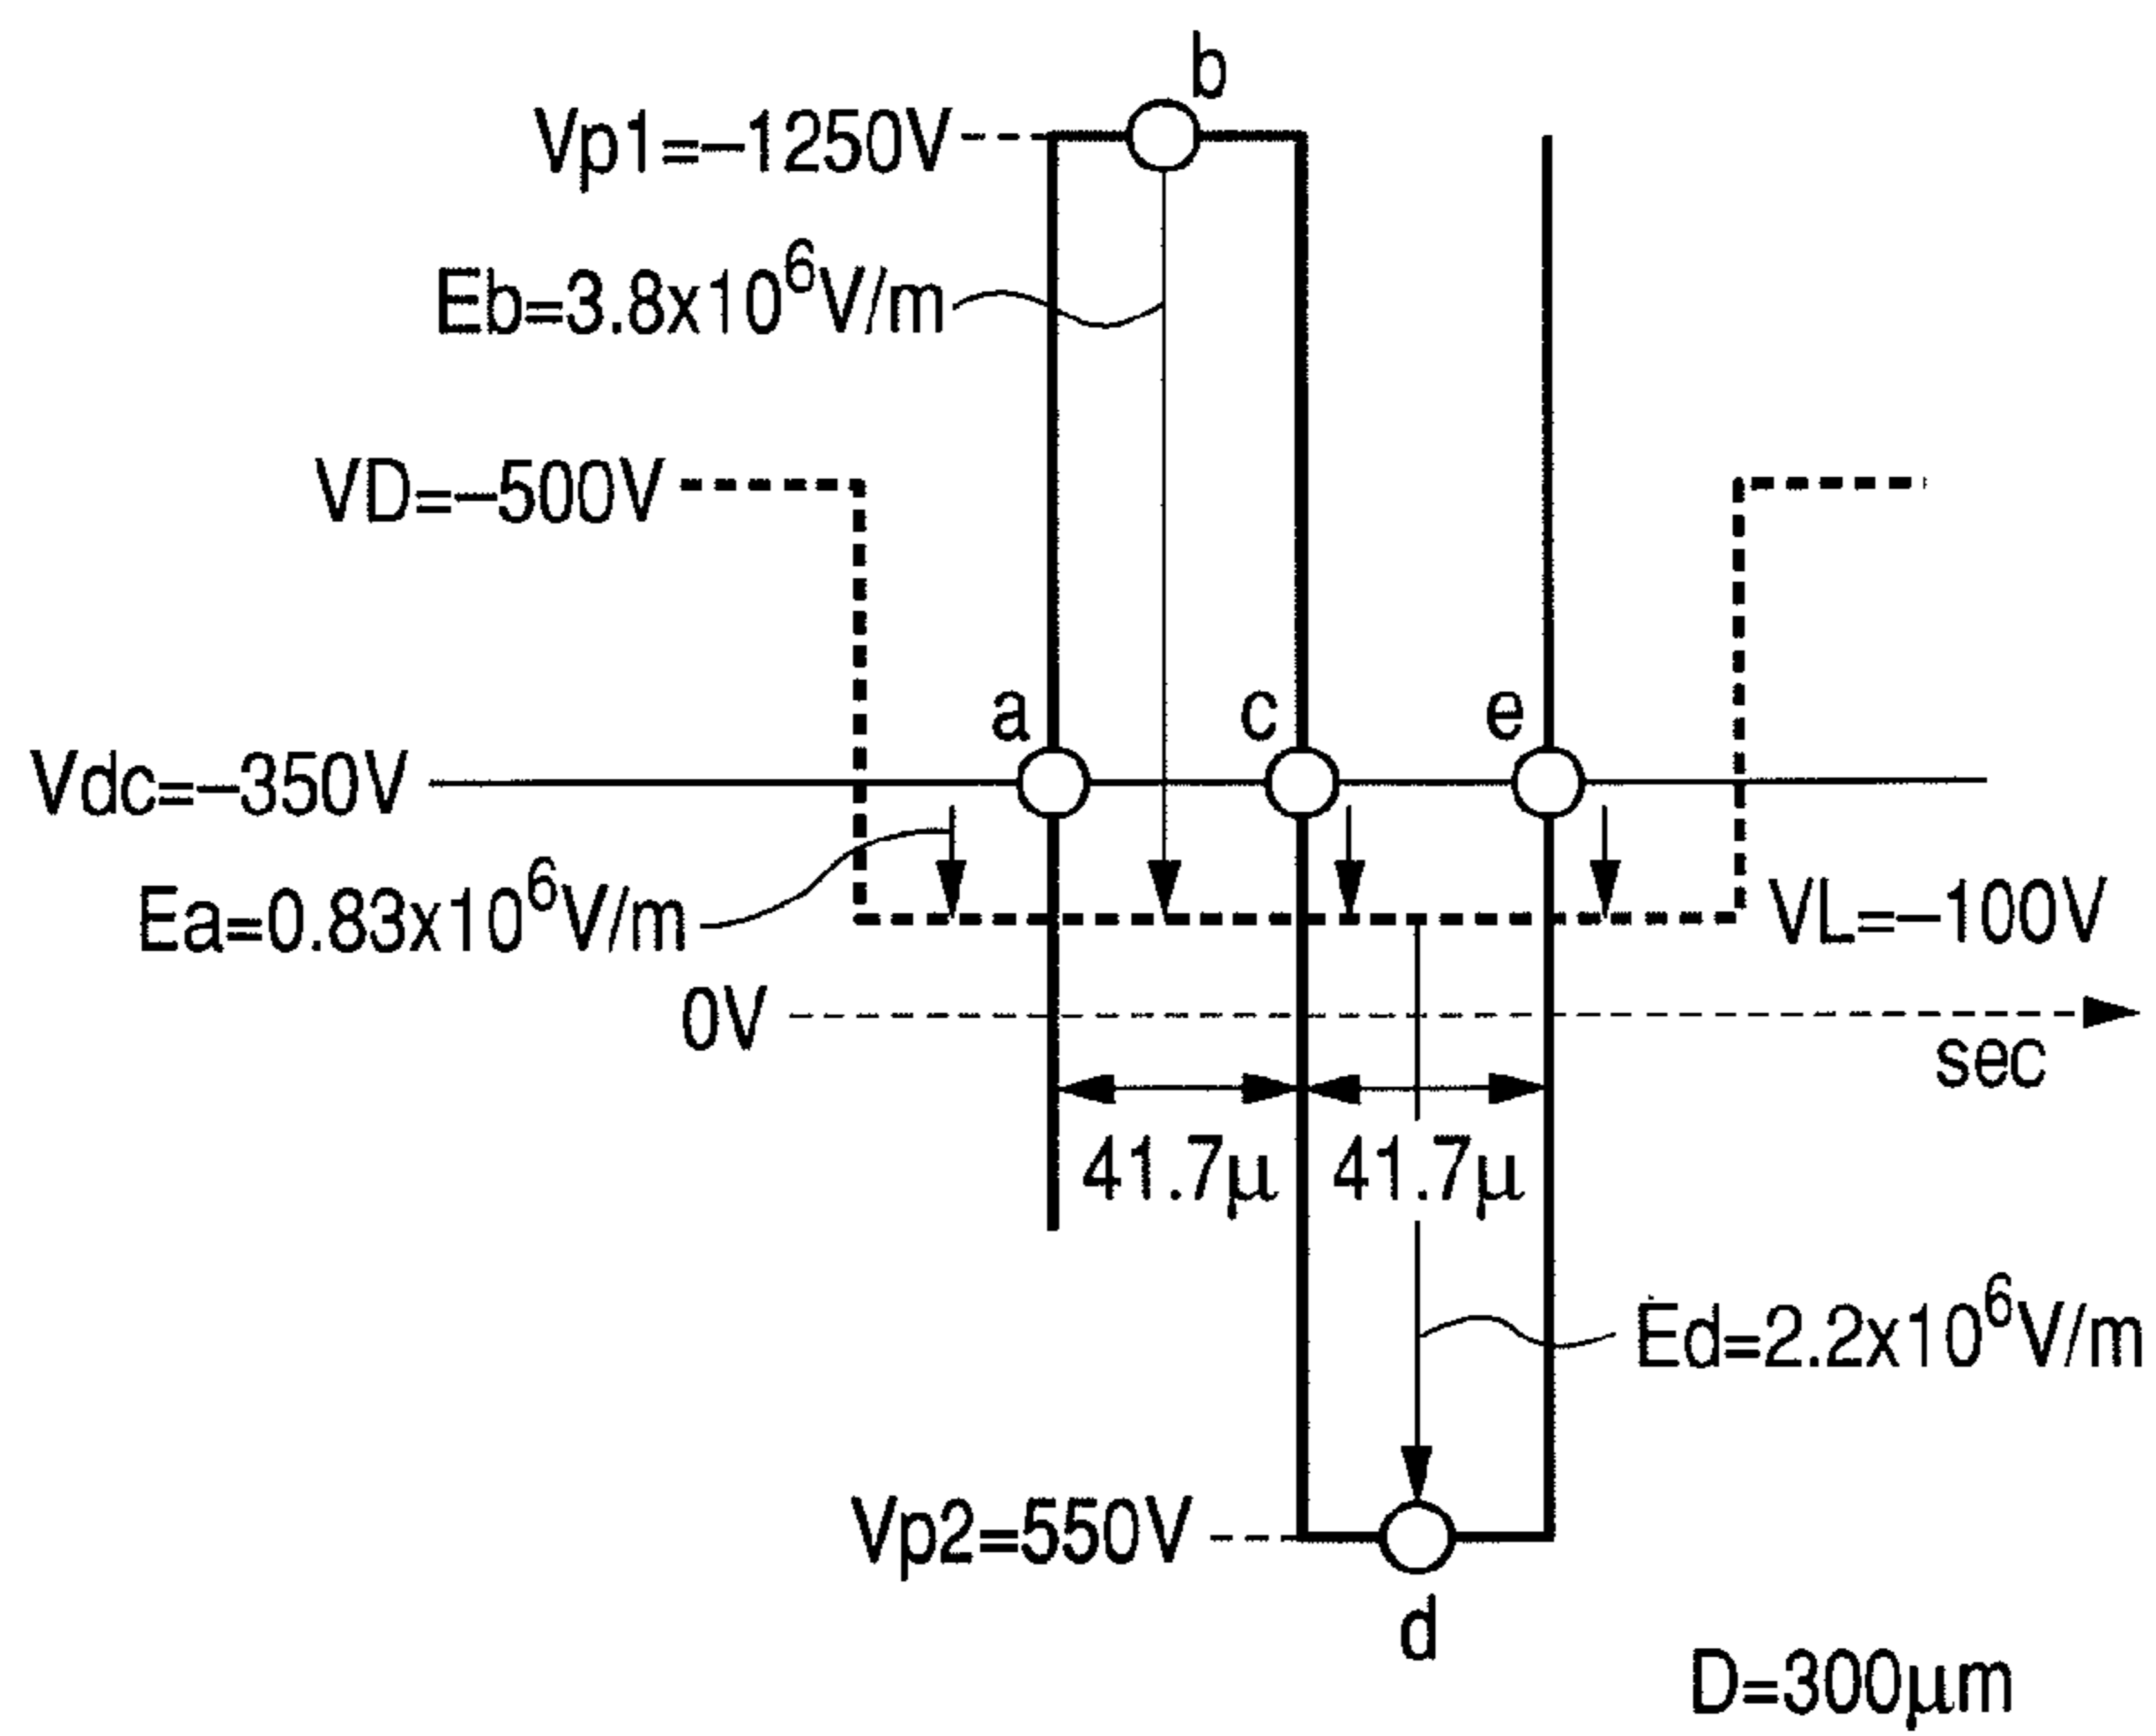 b
Vp1=−1250V
Eb=3.8x10⁶V/m
VD=−500V
a c e
Vdc=−350V
Ea=0.83x10⁶V/m
VL=−100V
0V
sec
41.7μ 41.7μ
Ed=2.2x10⁶V/m
Vp2=550V
d
D=300μm